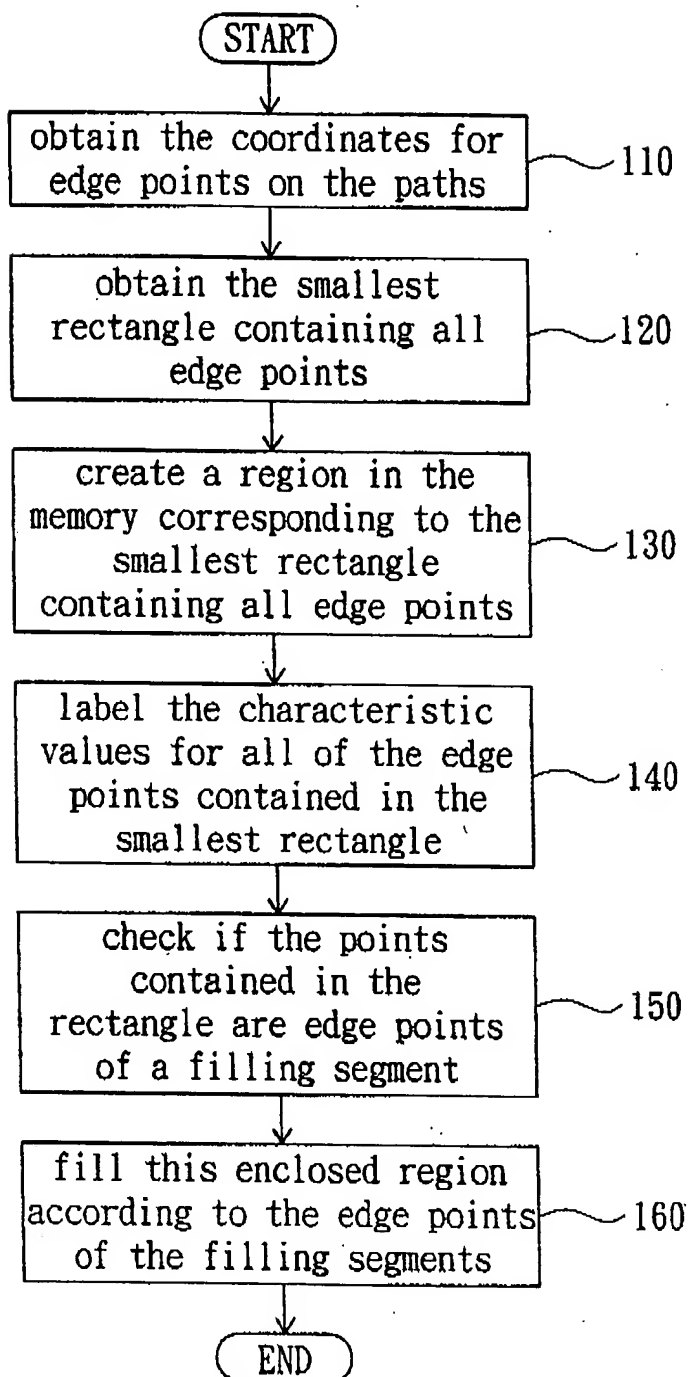 START
obtain the coordinates for
edge points on the paths
110
obtain the smallest
rectangle containing all
edge points
120
create a region in the
memory corresponding to the
smallest rectangle
containing all edge points
130
label the characteristic
values for all of the edge
points contained in the
smallest rectangle
140
check if the points
contained in the
rectangle are edge points
of a filling segment
150
fill this enclosed region
according to the edge points
of the filling segments
160
END